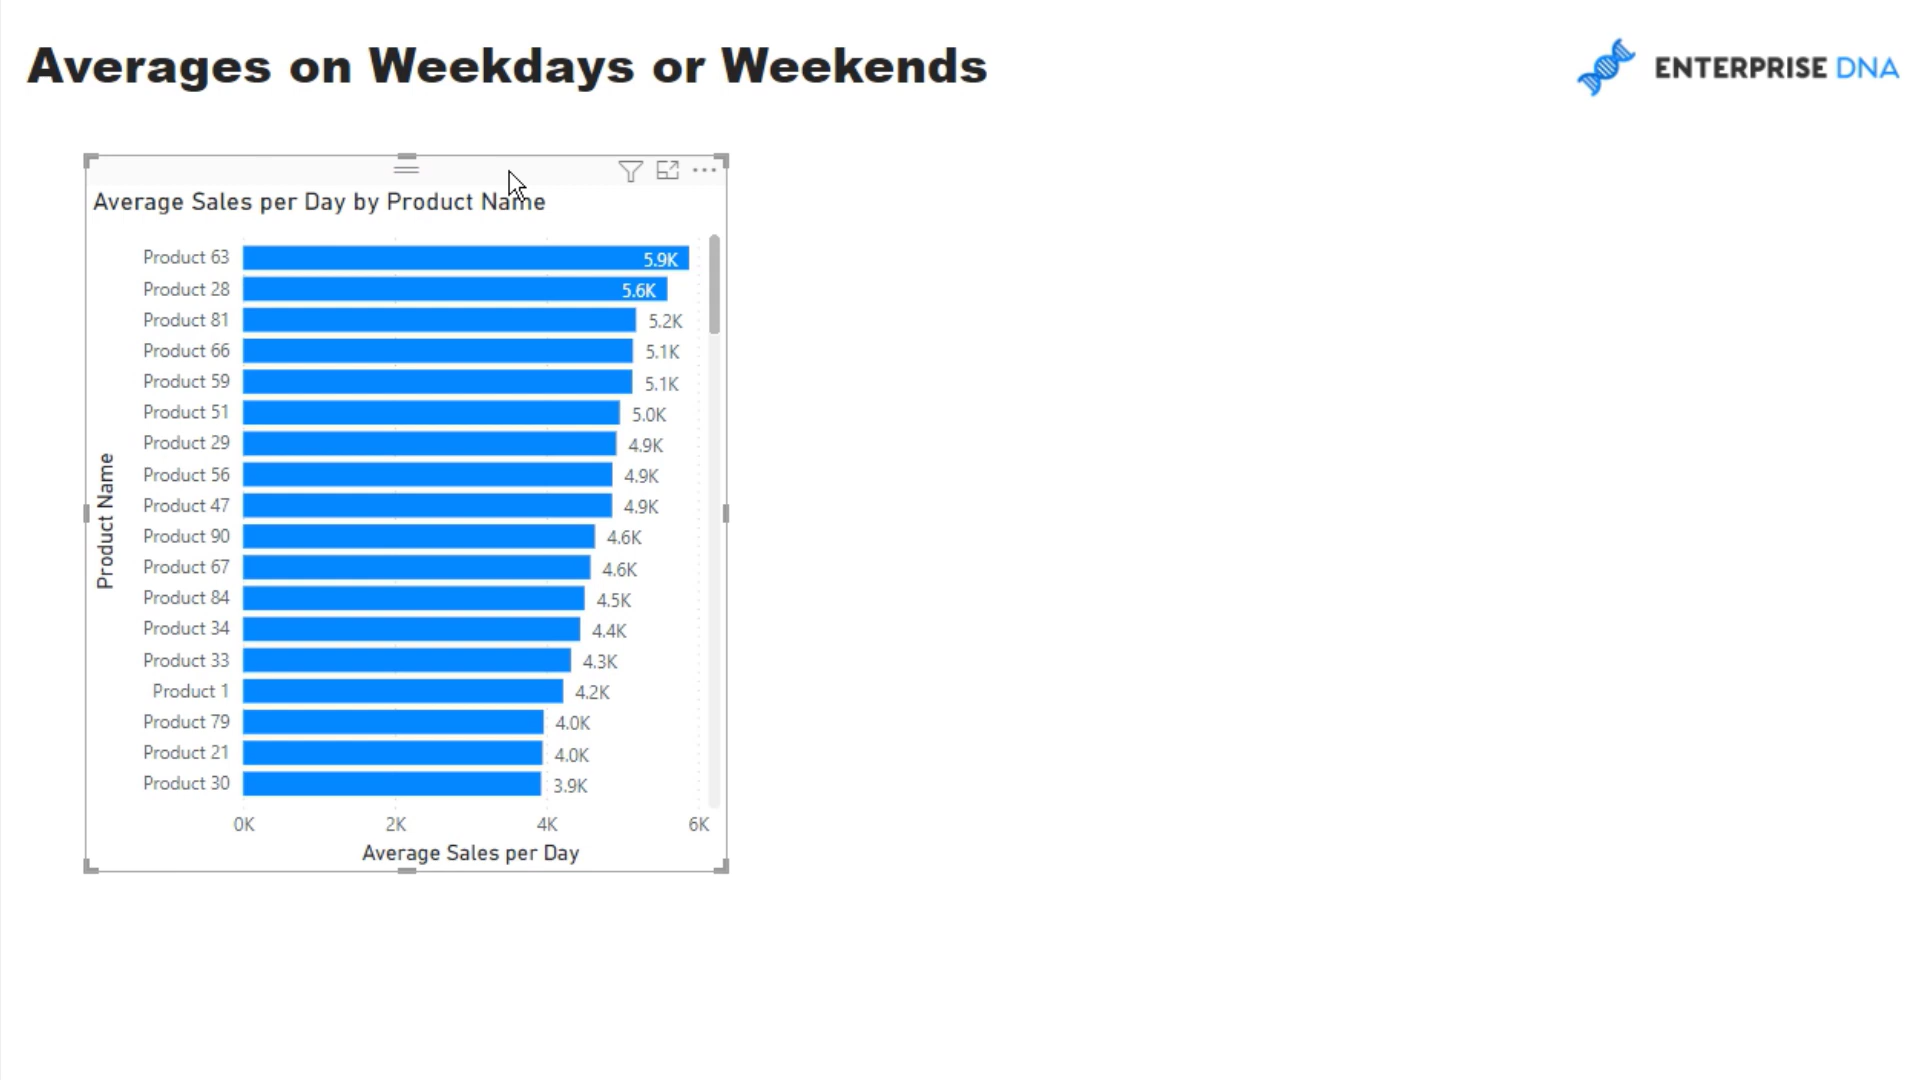 Averages on Weekdays or Weekends
ENTERPRISE DNA
Average Sales per Day by Product Name
Product Name
Product 63 5.9K
Product 28 5.6K
Product 81 5.2K
Product 66 5.1K
Product 59 5.1K
Product 51 5.0K
Product 29 4.9K
Product 56 4.9K
Product 47 4.9K
Product 90 4.6K
Product 67 4.6K
Product 84 4.5K
Product 34 4.4K
Product 33 4.3K
Product 1 4.2K
Product 79 4.0K
Product 21 4.0K
Product 30 3.9K
0K 2K 4K 6K
Average Sales per Day